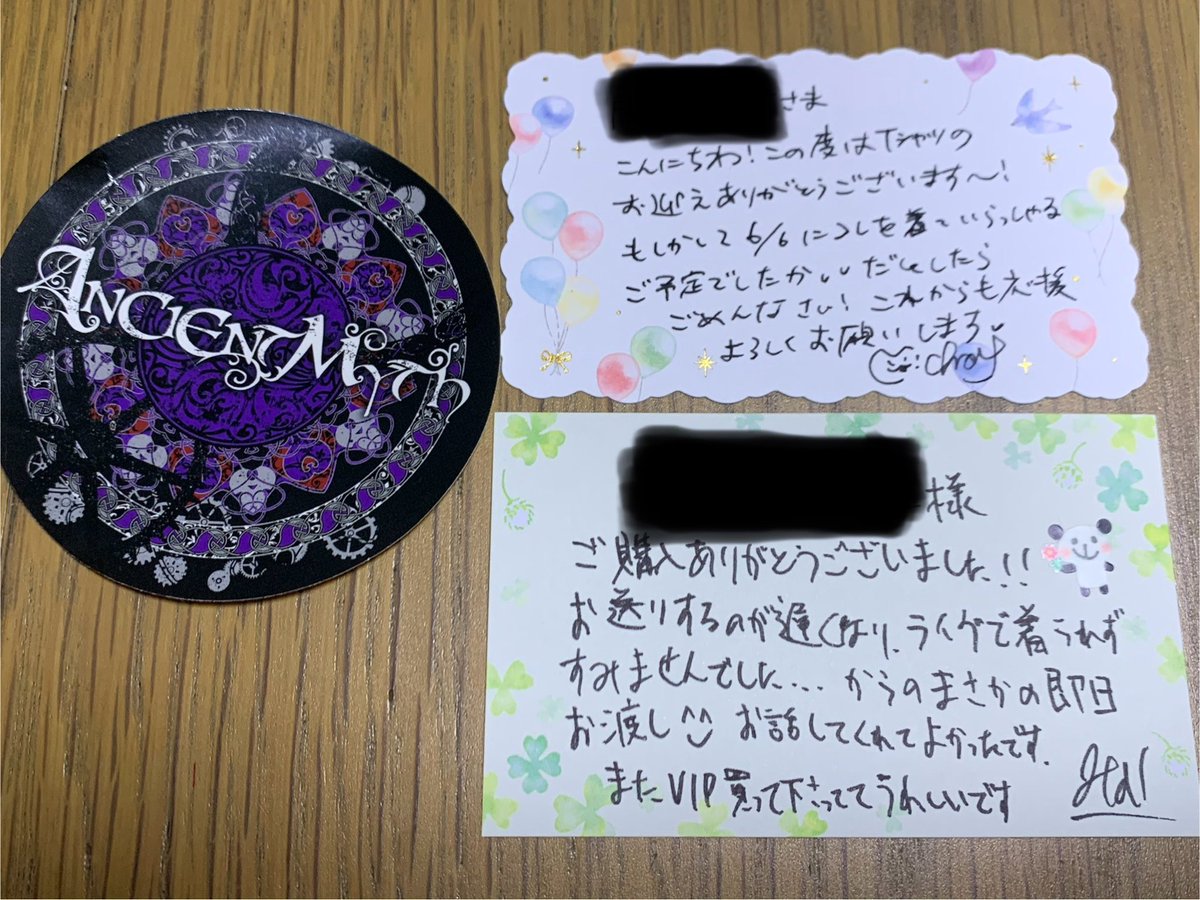 ANCIENT MYTH
さま
こんにちわ!この度はTシャツの
お迎えありがとうございます〜!
もしかして6/6にコレを着ていらっしゃる
ご予定でしたか
だとしたら
ごめんなさい!これからも応援
よろしくお願いします
様
ご購入ありがとうございました!!
お送りするのが遅くなり、ライブで着られず
すみませんでした...からのまさかの即日
お渡し^^ お話してくれてよかったです.
またVIP買って下さっててうれしいです